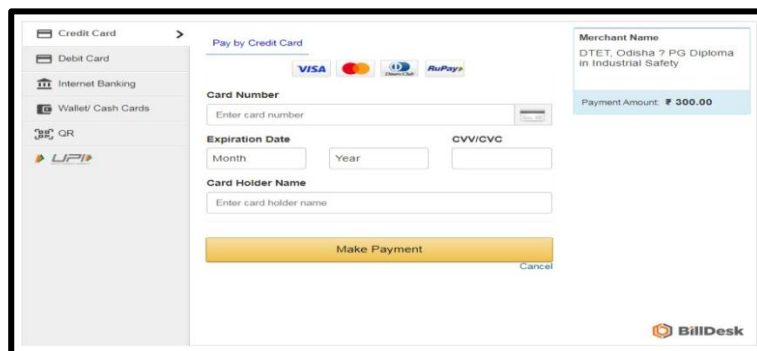 Credit Card
Debit Card
Internet Banking
Wallet/ Cash Cards
QR
UPI
Pay by Credit Card
VISA
RuPay
Card Number
Enter card number
Expiration Date
CVV/CVC
Month
Year
Card Holder Name
Enter card holder name
Make Payment
Cancel
Merchant Name
DTET, Odisha ? PG Diploma
in Industrial Safety
Payment Amount: ₹ 300.00
BillDesk